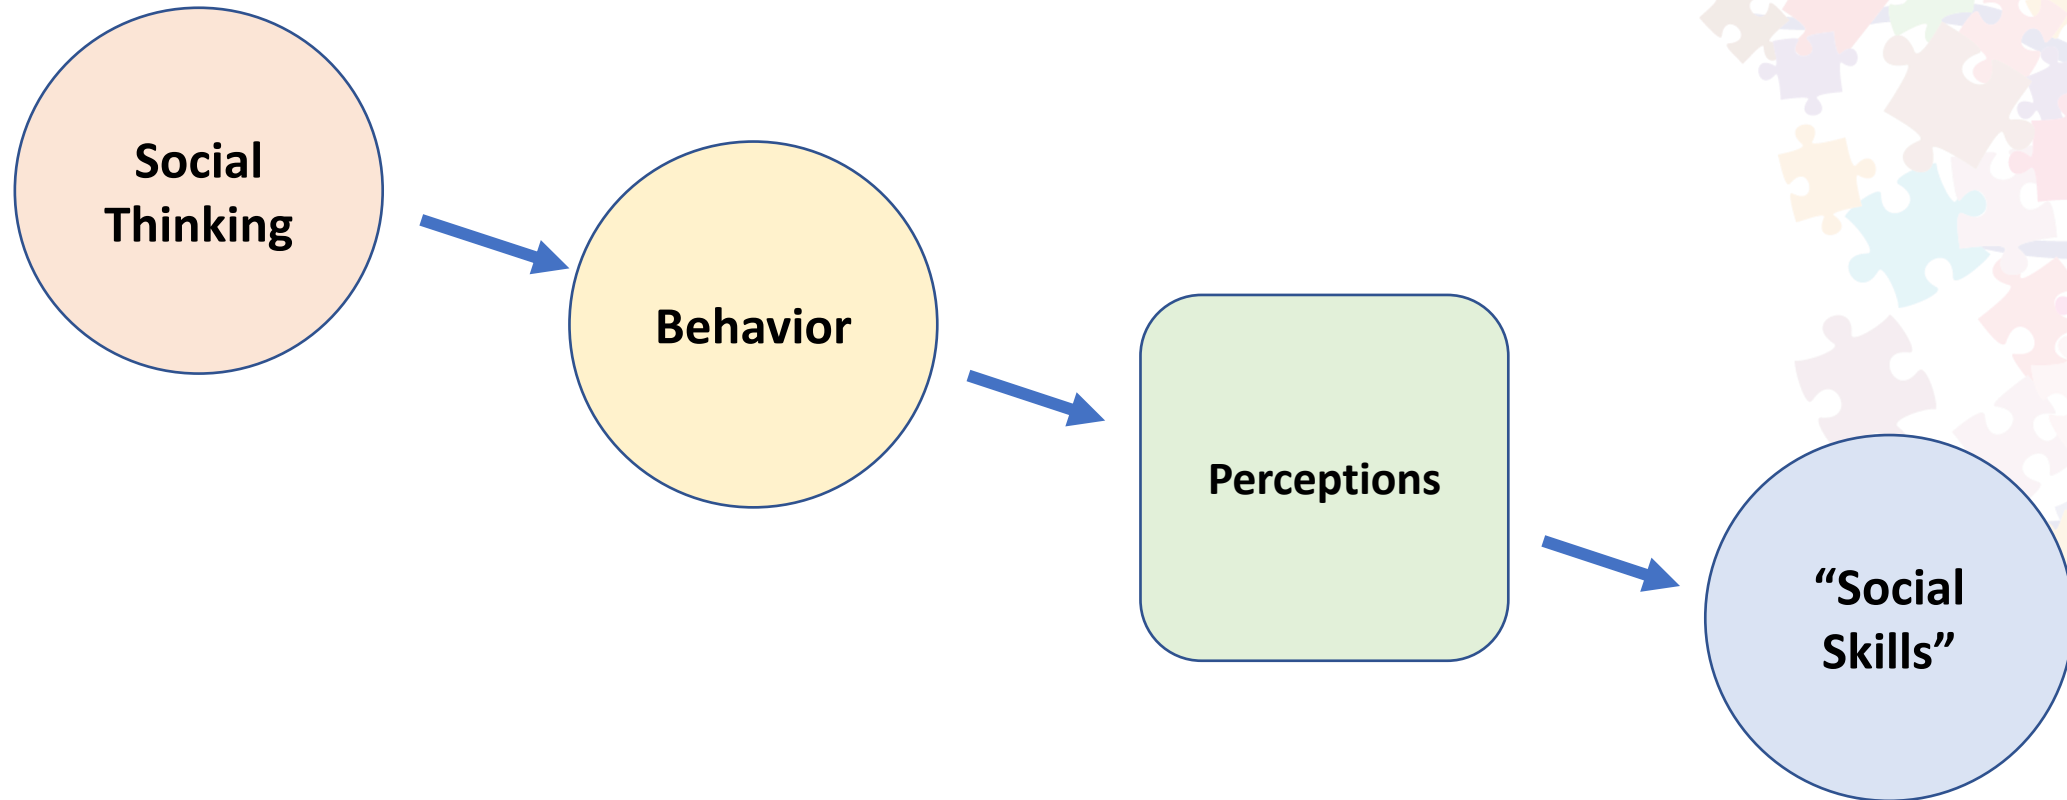 Social
Thinking
Behavior
Perceptions
“Social
Skills”